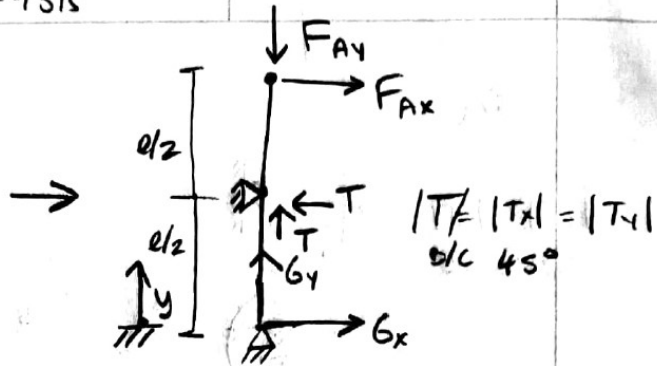 F_AY
F_AX
l/2
T
|T| = |Tx| = |Ty|
l/2
T
b/c 45°
y
Gy
Gx